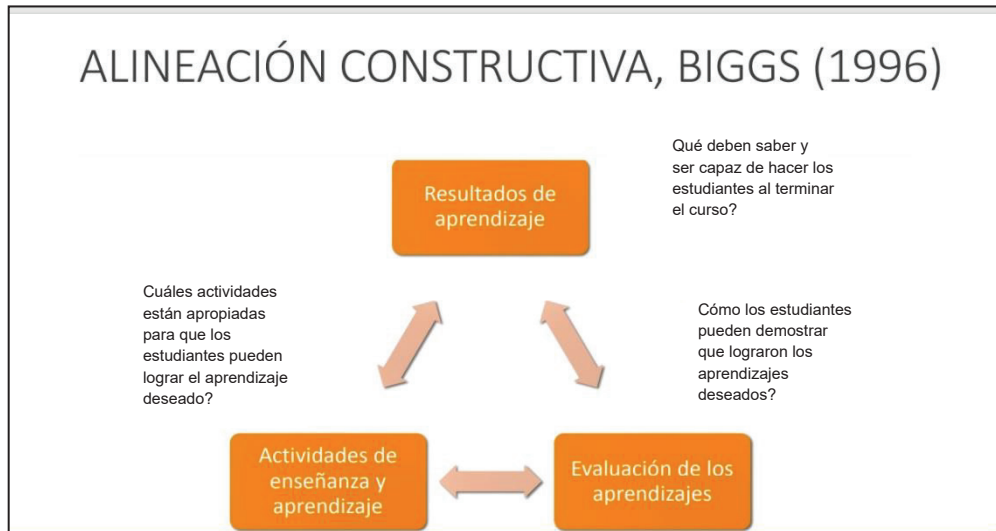 ALINEACIÓN CONSTRUCTIVA, BIGGS (1996)
Qué deben saber y
ser capaz de hacer los
estudiantes al terminar
el curso?
Resultados de
aprendizaje
Cuáles actividades
están apropiadas
para que los
estudiantes pueden
lograr el aprendizaje
deseado?
Cómo los estudiantes
pueden demostrar
que lograron los
aprendizajes
deseados?
Actividades de
enseñanza y
aprendizaje
Evaluación de los
aprendizajes